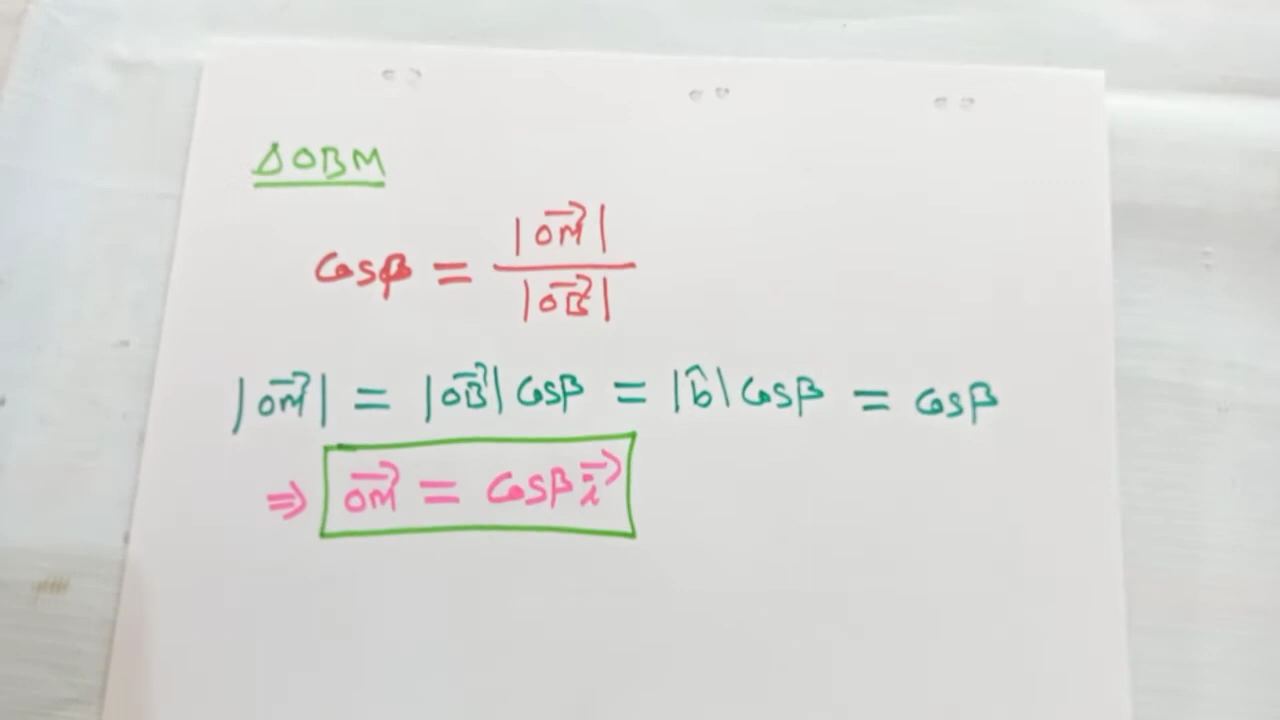 ΔOBM
Cosβ = |OM⃗| / |OB⃗|
|OM⃗| = |OB⃗| Cosβ = |b̂| Cosβ = Cosβ
⇒ OM⃗ = Cosβ i⃗